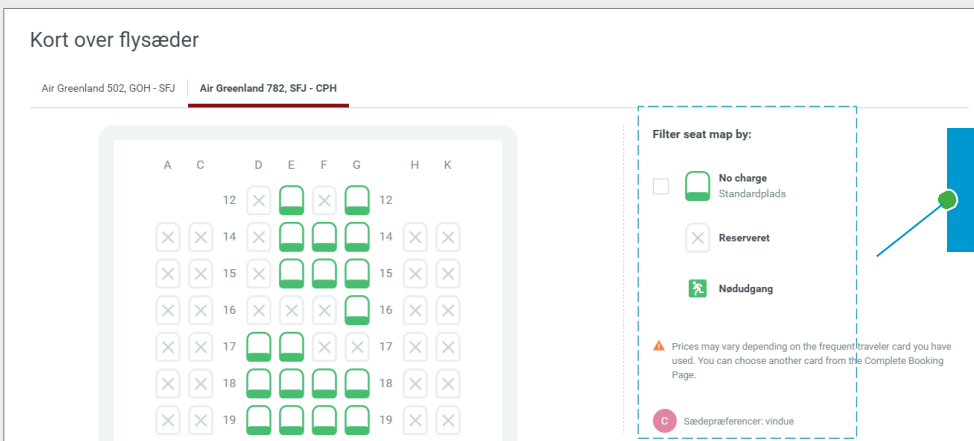 Kort over flysæder
Air Greenland 502, GOH - SFJ Air Greenland 782, SFJ - CPH
A C D E F G H K
12 12
14 14
15 15
16 16
17 17
18 18
19 19
Filter seat map by:
No charge
Standardplads
Reserveret
Nødudgang
Prices may vary depending on the frequent traveler card you have
used. You can choose another card from the Complete Booking
Page.
C Sædepræferencer: vindue